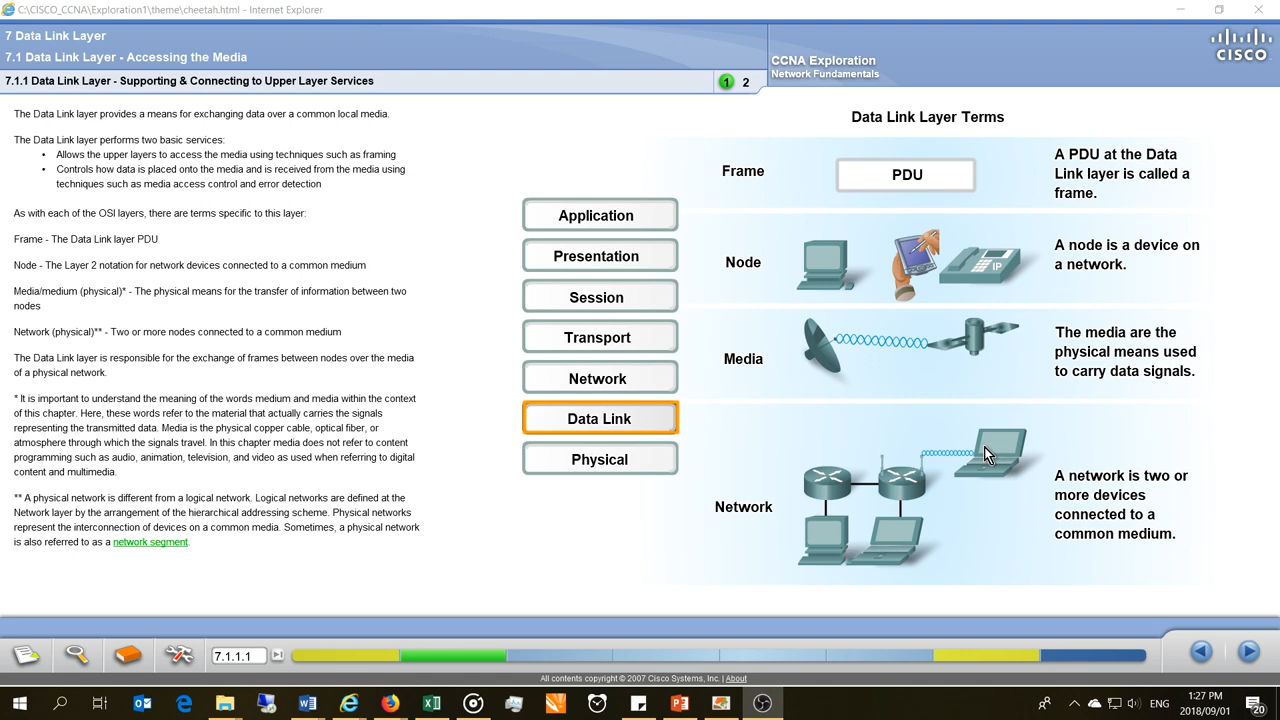 C:\CISCO_CCNA\Exploration1\theme\cheetah.html - Internet Explorer
7 Data Link Layer
7.1 Data Link Layer - Accessing the Media
7.1.1 Data Link Layer - Supporting & Connecting to Upper Layer Services
1 2
CCNA Exploration
Network Fundamentals
CISCO
The Data Link layer provides a means for exchanging data over a common local media.
The Data Link layer performs two basic services:
• Allows the upper layers to access the media using techniques such as framing
• Controls how data is placed onto the media and is received from the media using
techniques such as media access control and error detection
As with each of the OSI layers, there are terms specific to this layer:
Frame - The Data Link layer PDU
Node - The Layer 2 notation for network devices connected to a common medium
Media/medium (physical)* - The physical means for the transfer of information between two
nodes
Network (physical)** - Two or more nodes connected to a common medium
The Data Link layer is responsible for the exchange of frames between nodes over the media
of a physical network.
* It is important to understand the meaning of the words medium and media within the context
of this chapter. Here, these words refer to the material that actually carries the signals
representing the transmitted data. Media is the physical copper cable, optical fiber, or
atmosphere through which the signals travel. In this chapter media does not refer to content
programming such as audio, animation, television, and video as used when referring to digital
content and multimedia.
** A physical network is different from a logical network. Logical networks are defined at the
Network layer by the arrangement of the hierarchical addressing scheme. Physical networks
represent the interconnection of devices on a common media. Sometimes, a physical network
is also referred to as a network segment.
Application
Presentation
Session
Transport
Network
Data Link
Physical
Data Link Layer Terms
Frame
PDU
A PDU at the Data
Link layer is called a
frame.
Node
IP
A node is a device on
a network.
Media
The media are the
physical means used
to carry data signals.
Network
A network is two or
more devices
connected to a
common medium.
7.1.1.1
All contents copyright © 2007 Cisco Systems, Inc. | About
ENG
1:27 PM
2018/09/01
20